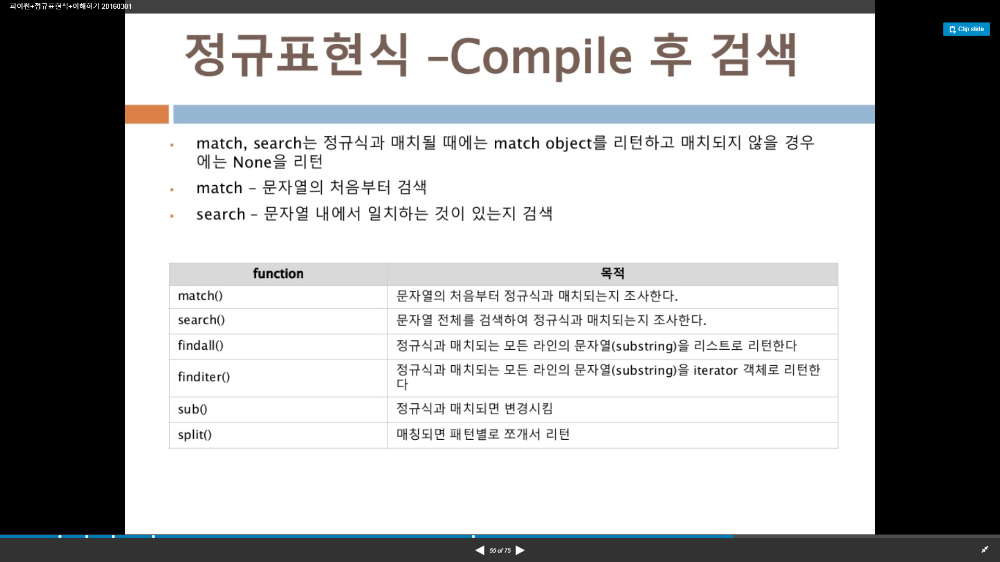 파이썬+정규표현식+이해하기 20160301
Clip slide
정규표현식 –Compile 후 검색
match, search는 정규식과 매치될 때에는 match object를 리턴하고 매치되지 않을 경우
에는 None을 리턴
match – 문자열의 처음부터 검색
search – 문자열 내에서 일치하는 것이 있는지 검색
function 목적
match() 문자열의 처음부터 정규식과 매치되는지 조사한다.
search() 문자열 전체를 검색하여 정규식과 매치되는지 조사한다.
findall() 정규식과 매치되는 모든 라인의 문자열(substring)을 리스트로 리턴한다
finditer() 정규식과 매치되는 모든 라인의 문자열(substring)을 iterator 객체로 리턴한
다
sub() 정규식과 매치되면 변경시킴
split() 매칭되면 패턴별로 쪼개서 리턴
55 of 75